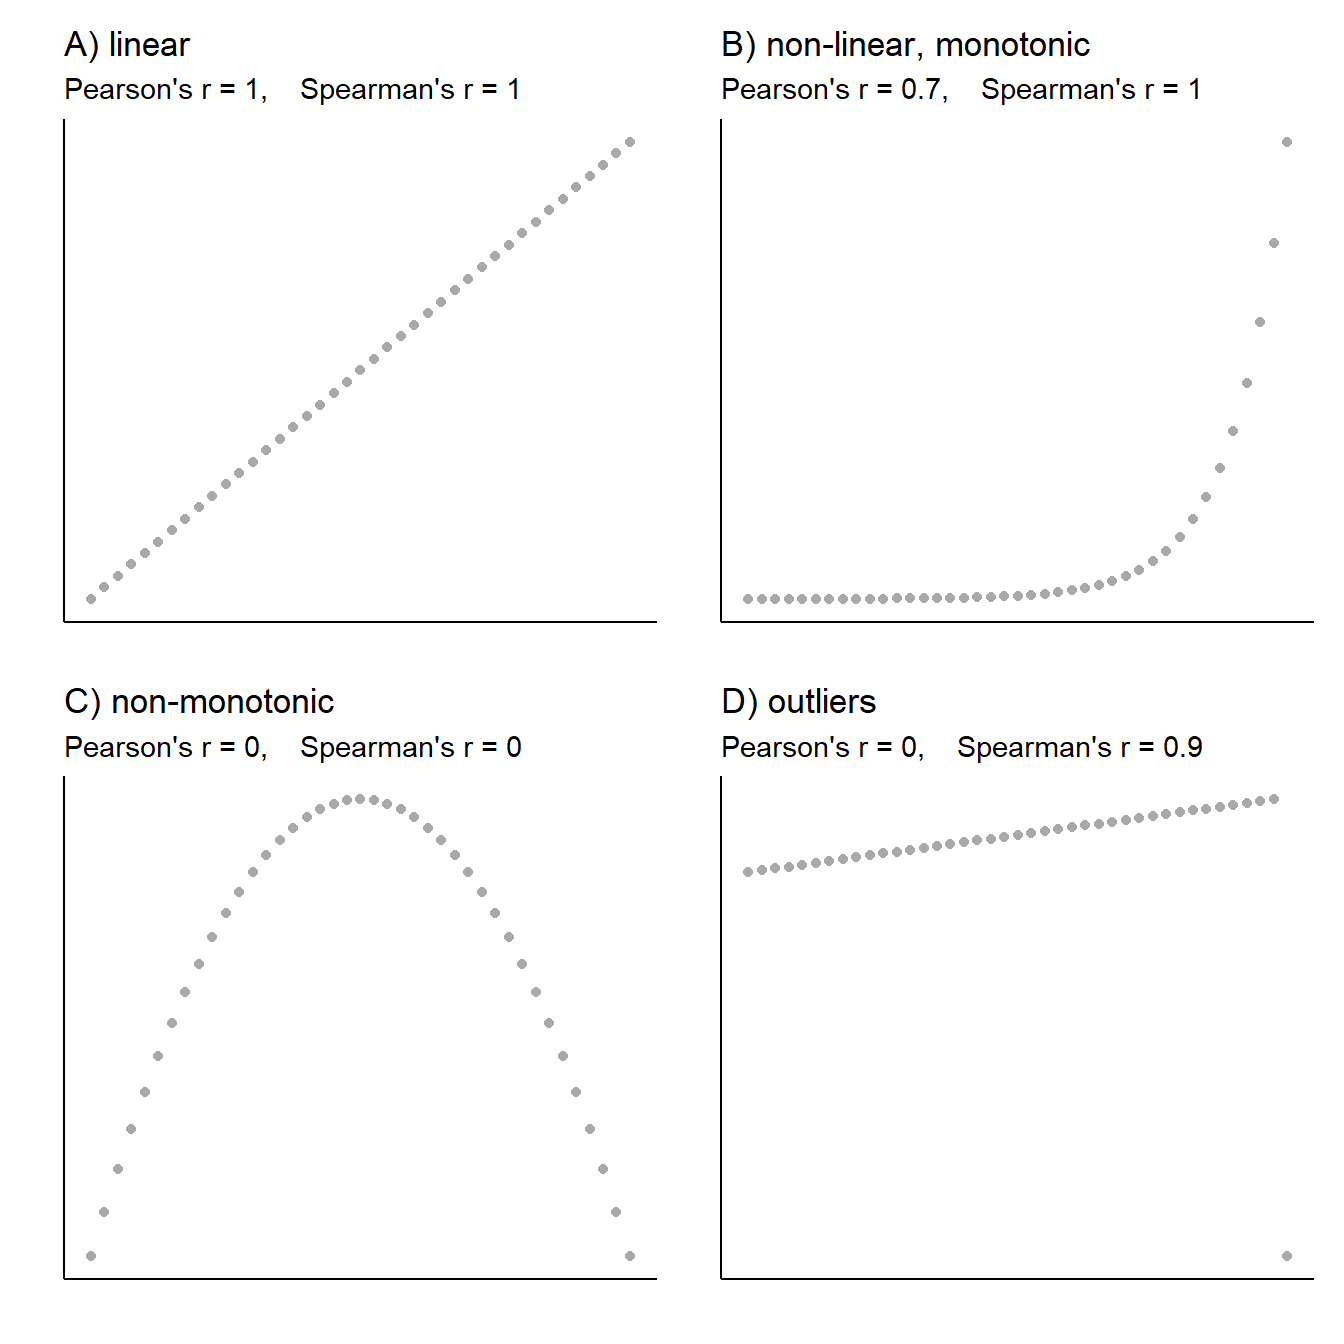 A) linear
Pearson's r = 1,    Spearman's r = 1
B) non-linear, monotonic
Pearson's r = 0.7,    Spearman's r = 1
C) non-monotonic
Pearson's r = 0,    Spearman's r = 0
D) outliers
Pearson's r = 0,    Spearman's r = 0.9